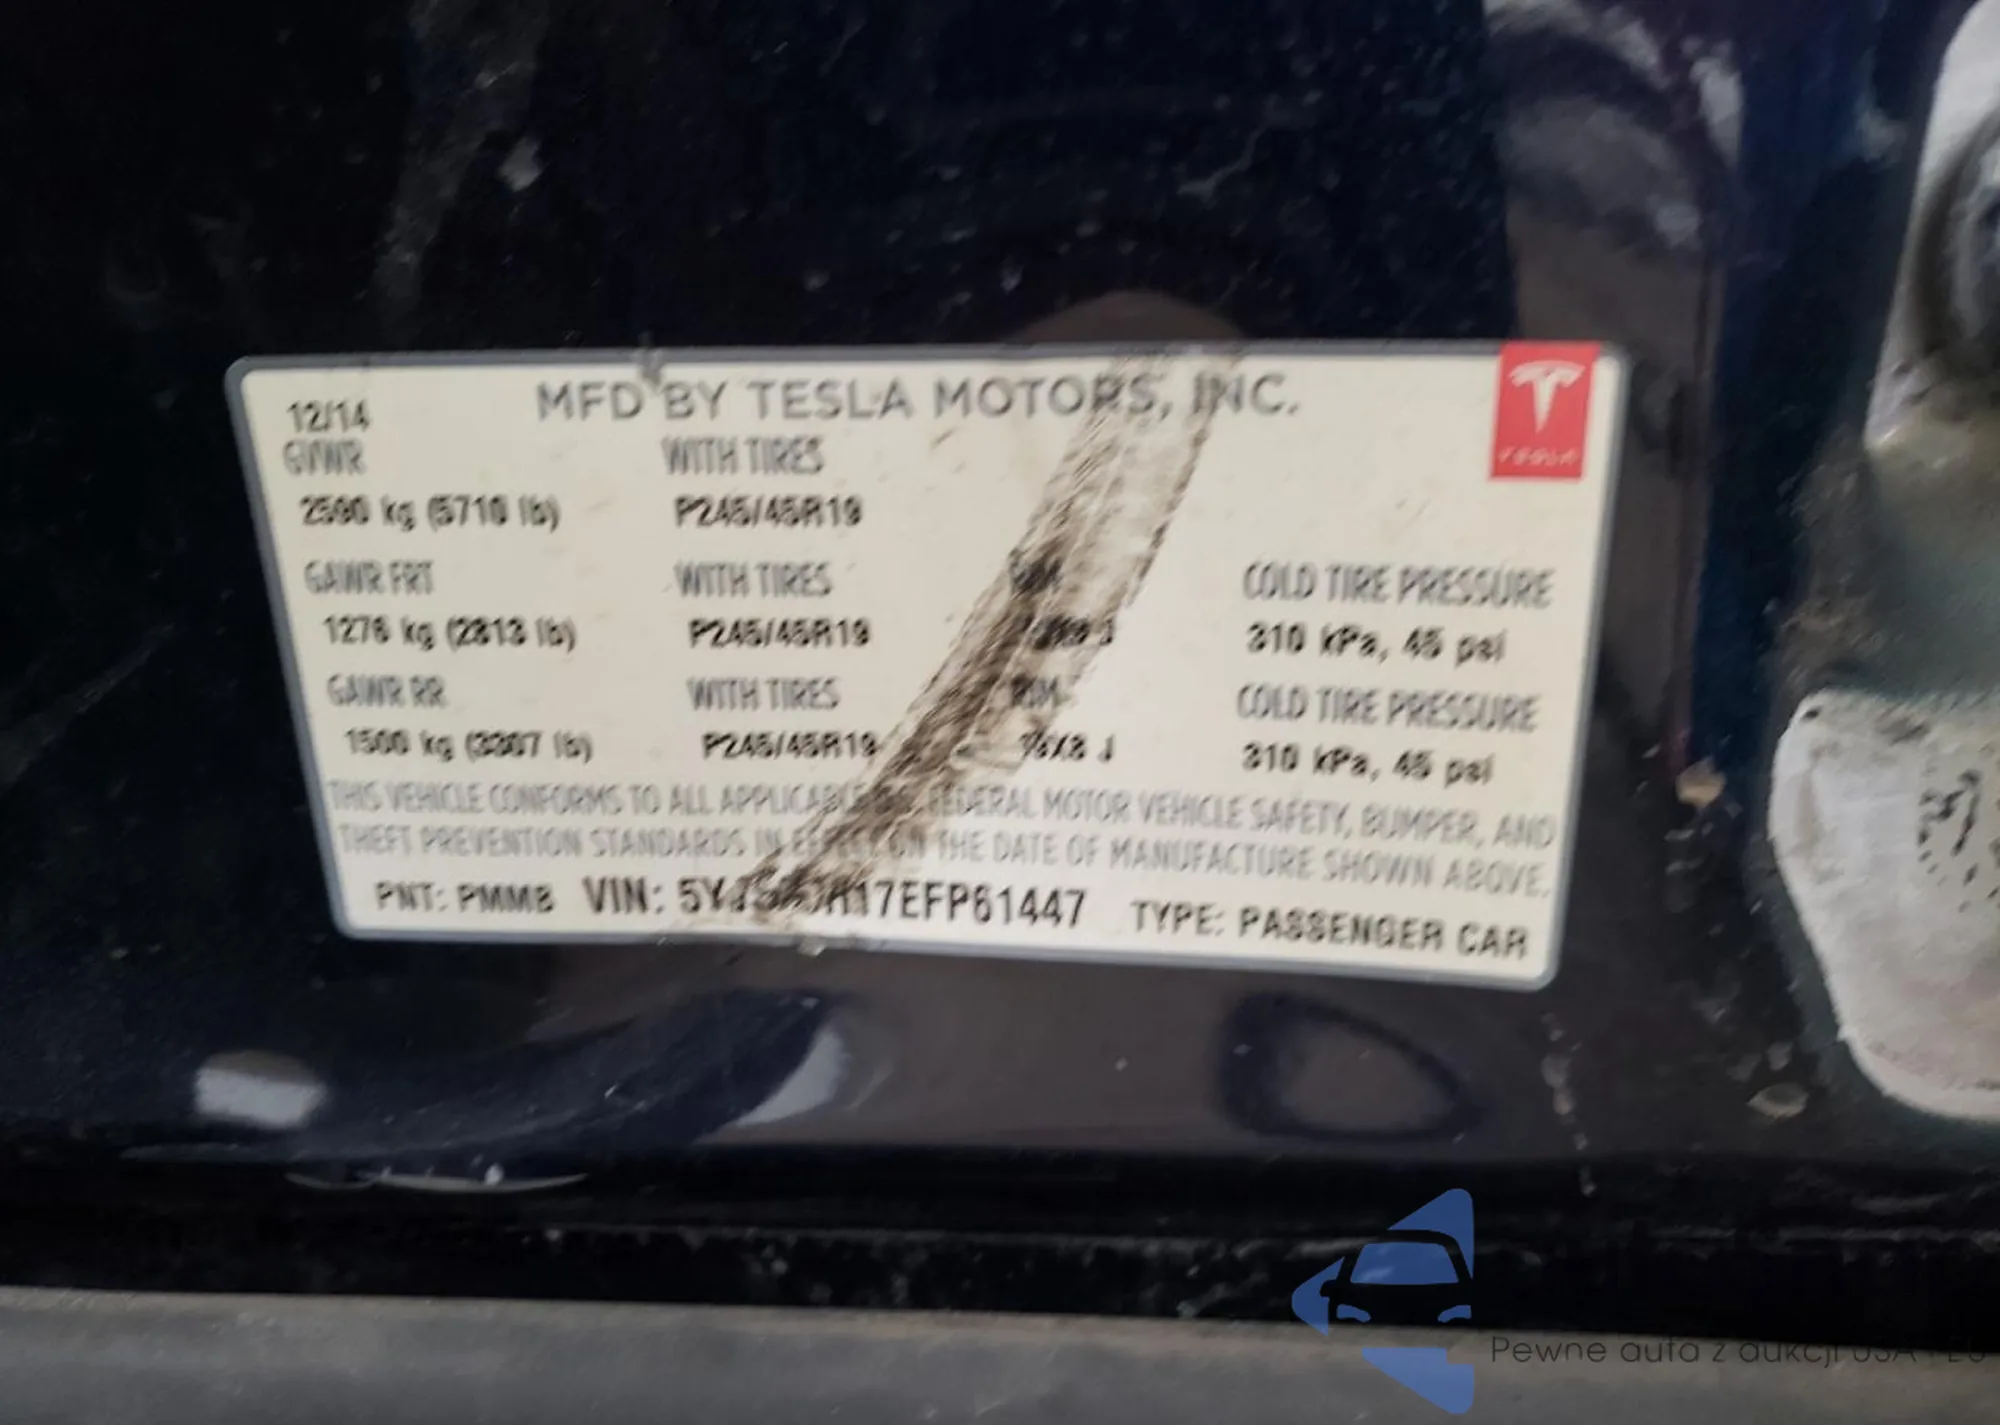 12/14 MFD BY TESLA MOTORS, INC.
TESLA
GVWR WITH TIRES
2590 kg (5710 lb) P245/45R19
GAWR FRT WITH TIRES RIM COLD TIRE PRESSURE
1276 kg (2813 lb) P245/45R19 310 kPa, 45 psi
GAWR RR WITH TIRES RIM COLD TIRE PRESSURE
1500 kg (3307 lb) P245/45R19 310 kPa, 45 psi
THIS VEHICLE CONFORMS TO ALL APPLICABLE FEDERAL MOTOR VEHICLE SAFETY, BUMPER, AND
THEFT PREVENTION STANDARDS IN EFFECT ON THE DATE OF MANUFACTURE SHOWN ABOVE.
PNT: PMMB VIN: TYPE: PASSENGER CAR
Pewne auta z aukcji USA